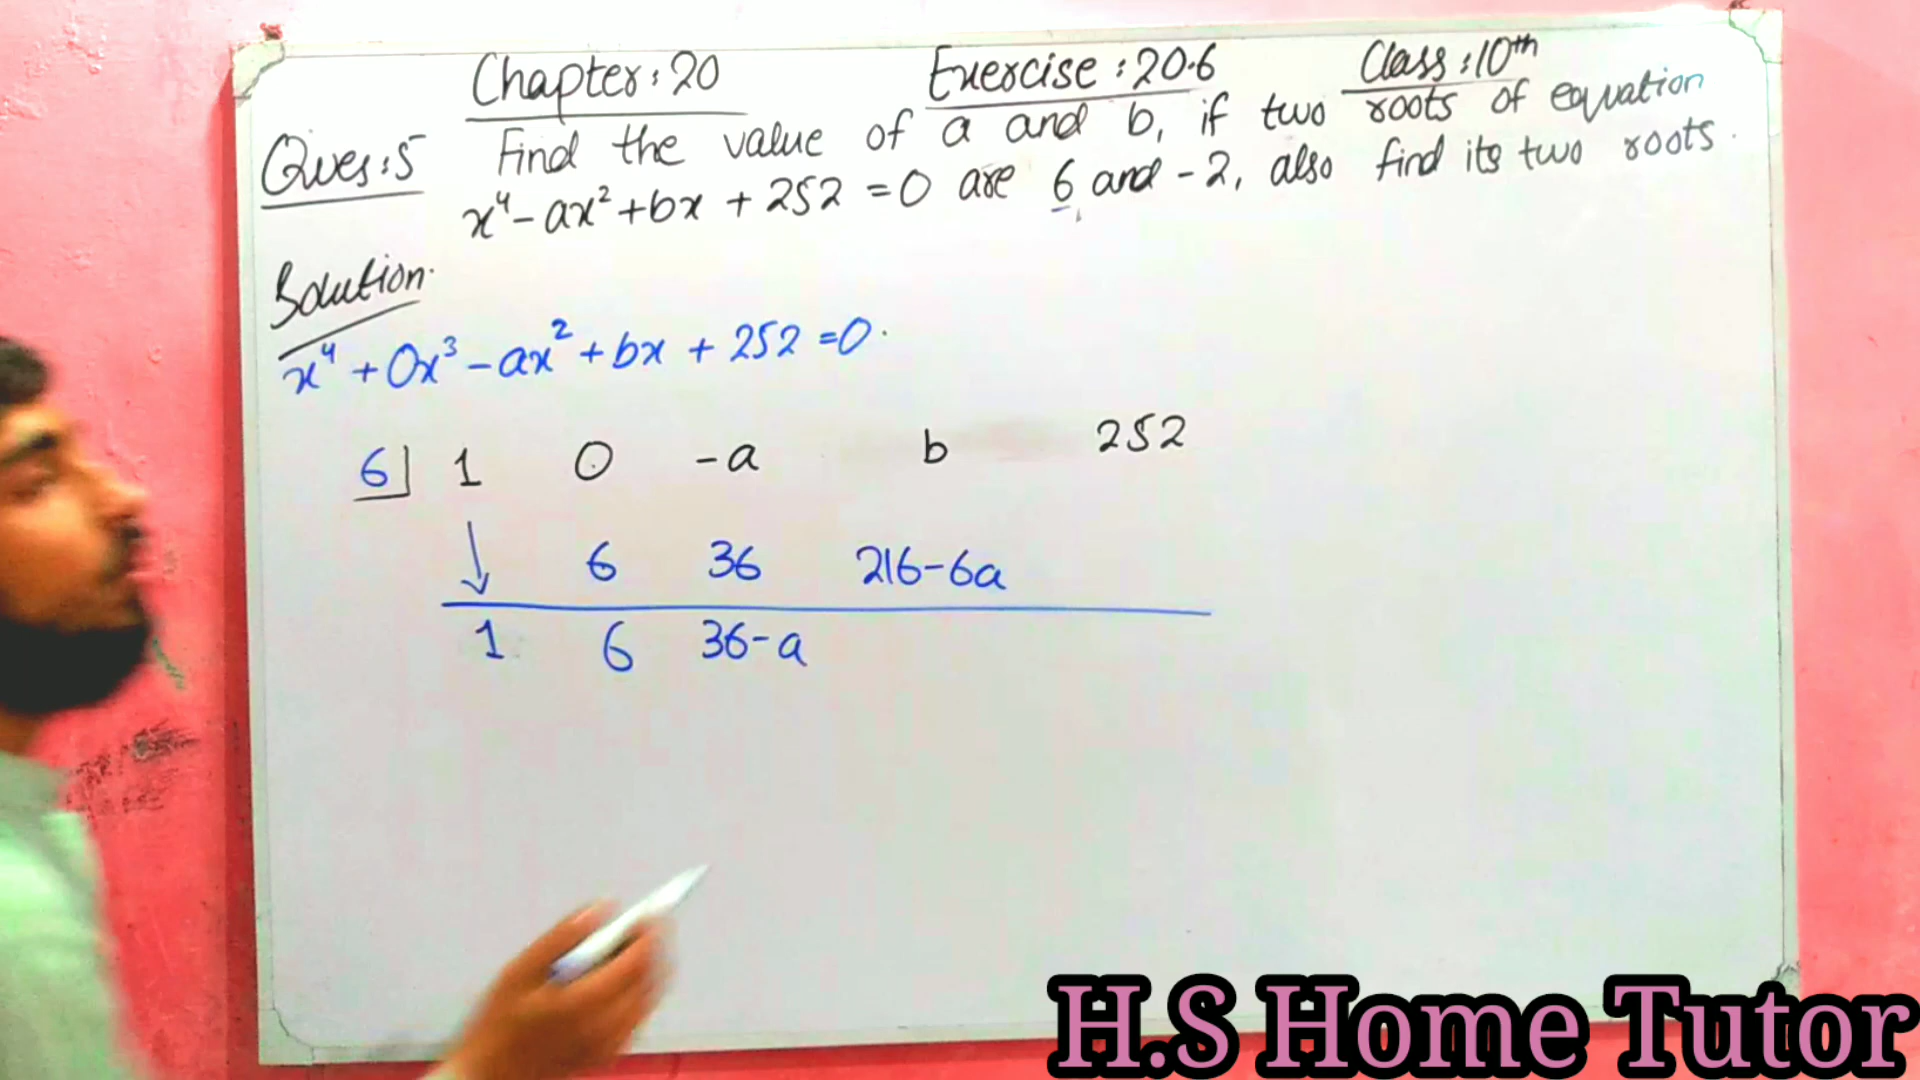 Chapter: 20 Exercise: 20.6 Class: 10th
Ques: 5 Find the value of a and b, if two roots of equation
x⁴ - ax² + bx + 252 = 0 are 6 and -2, also find its two roots.
Solution.
x⁴ + 0x³ - ax² + bx + 252 = 0.
6 1 0 -a b 252
↓ 6 36 216-6a
1 6 36-a
H.S Home Tutor